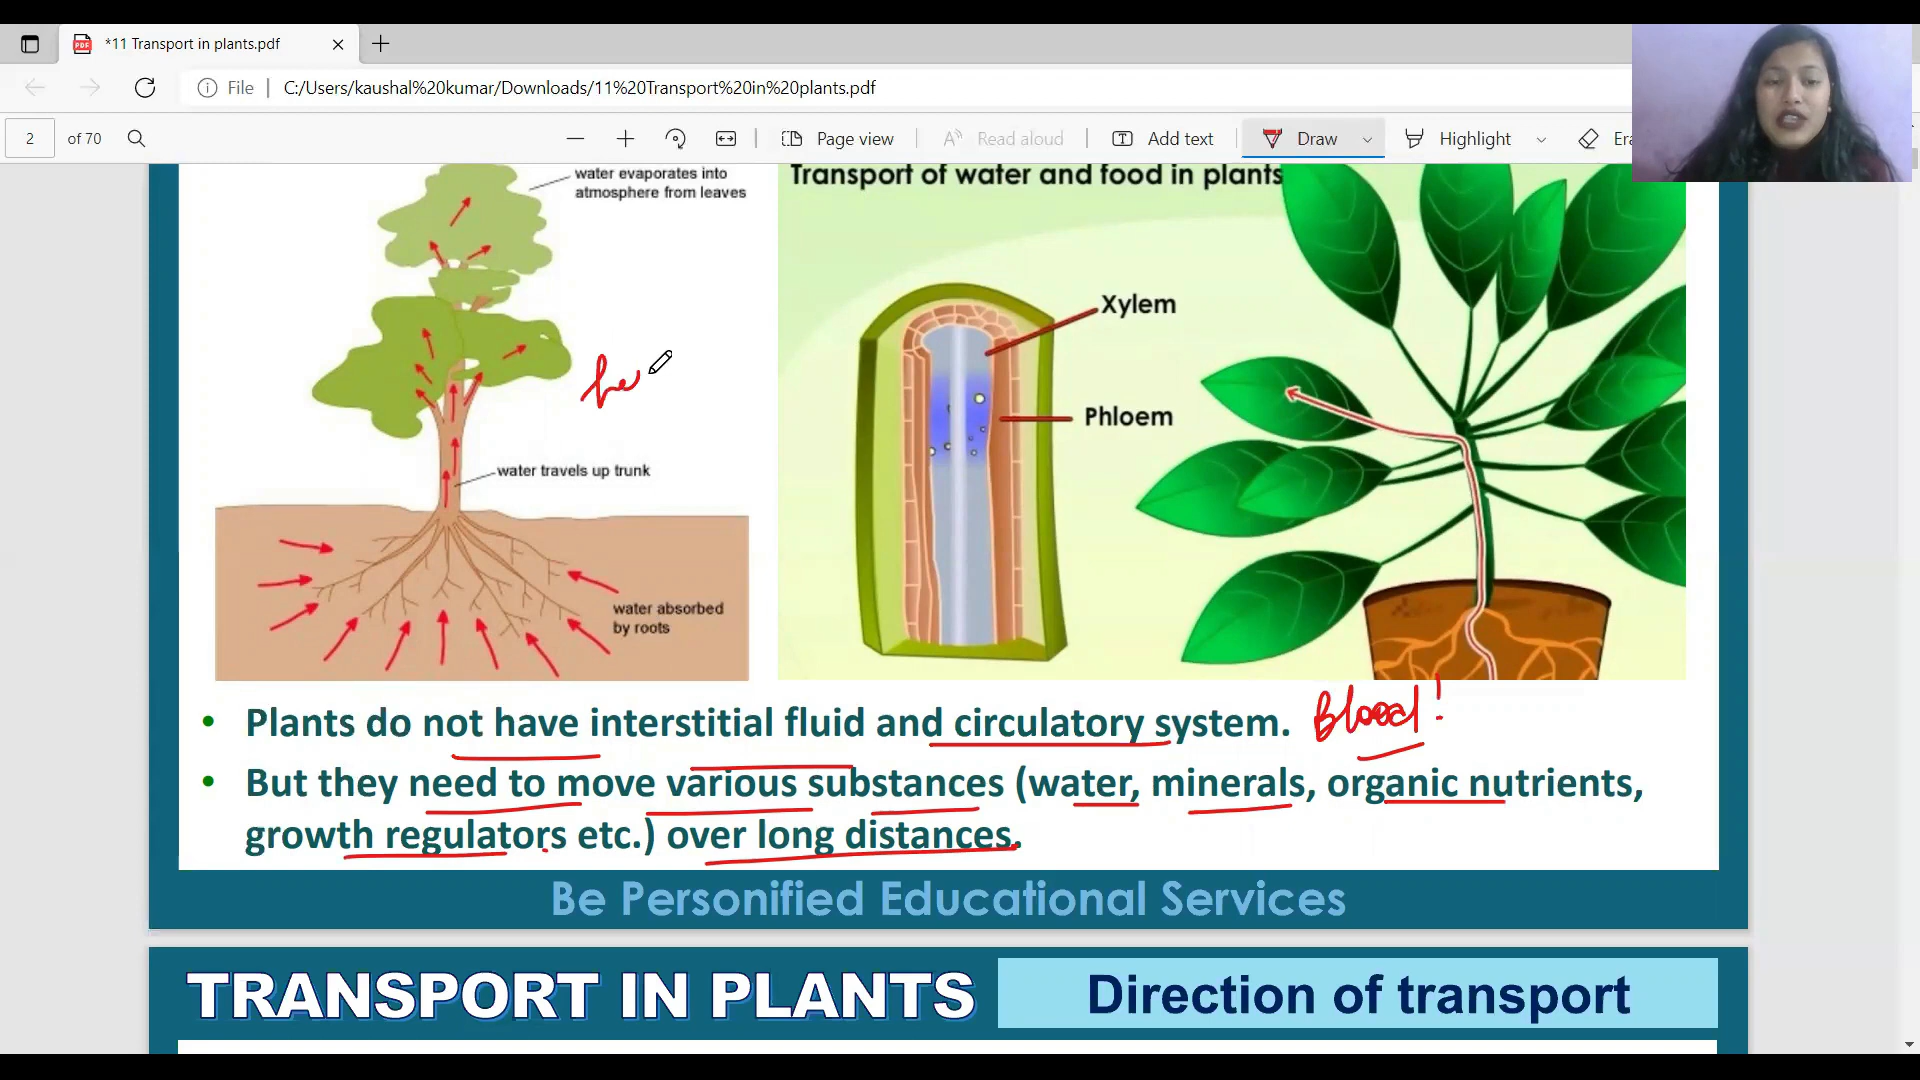 *11 Transport in plants.pdf
File
C:/Users/kaushal%20kumar/Downloads/11%20Transport%20in%20plants.pdf
2 of 70
Page view
Read aloud
Add text
Draw
Highlight
Era
water evaporates into
atmosphere from leaves
water travels up trunk
water absorbed
by roots
Transport of water and food in plants
Xylem
Phloem
• Plants do not have interstitial fluid and circulatory system. Blood!
• But they need to move various substances (water, minerals, organic nutrients,
growth regulators etc.) over long distances.
Be Personified Educational Services
TRANSPORT IN PLANTS
Direction of transport